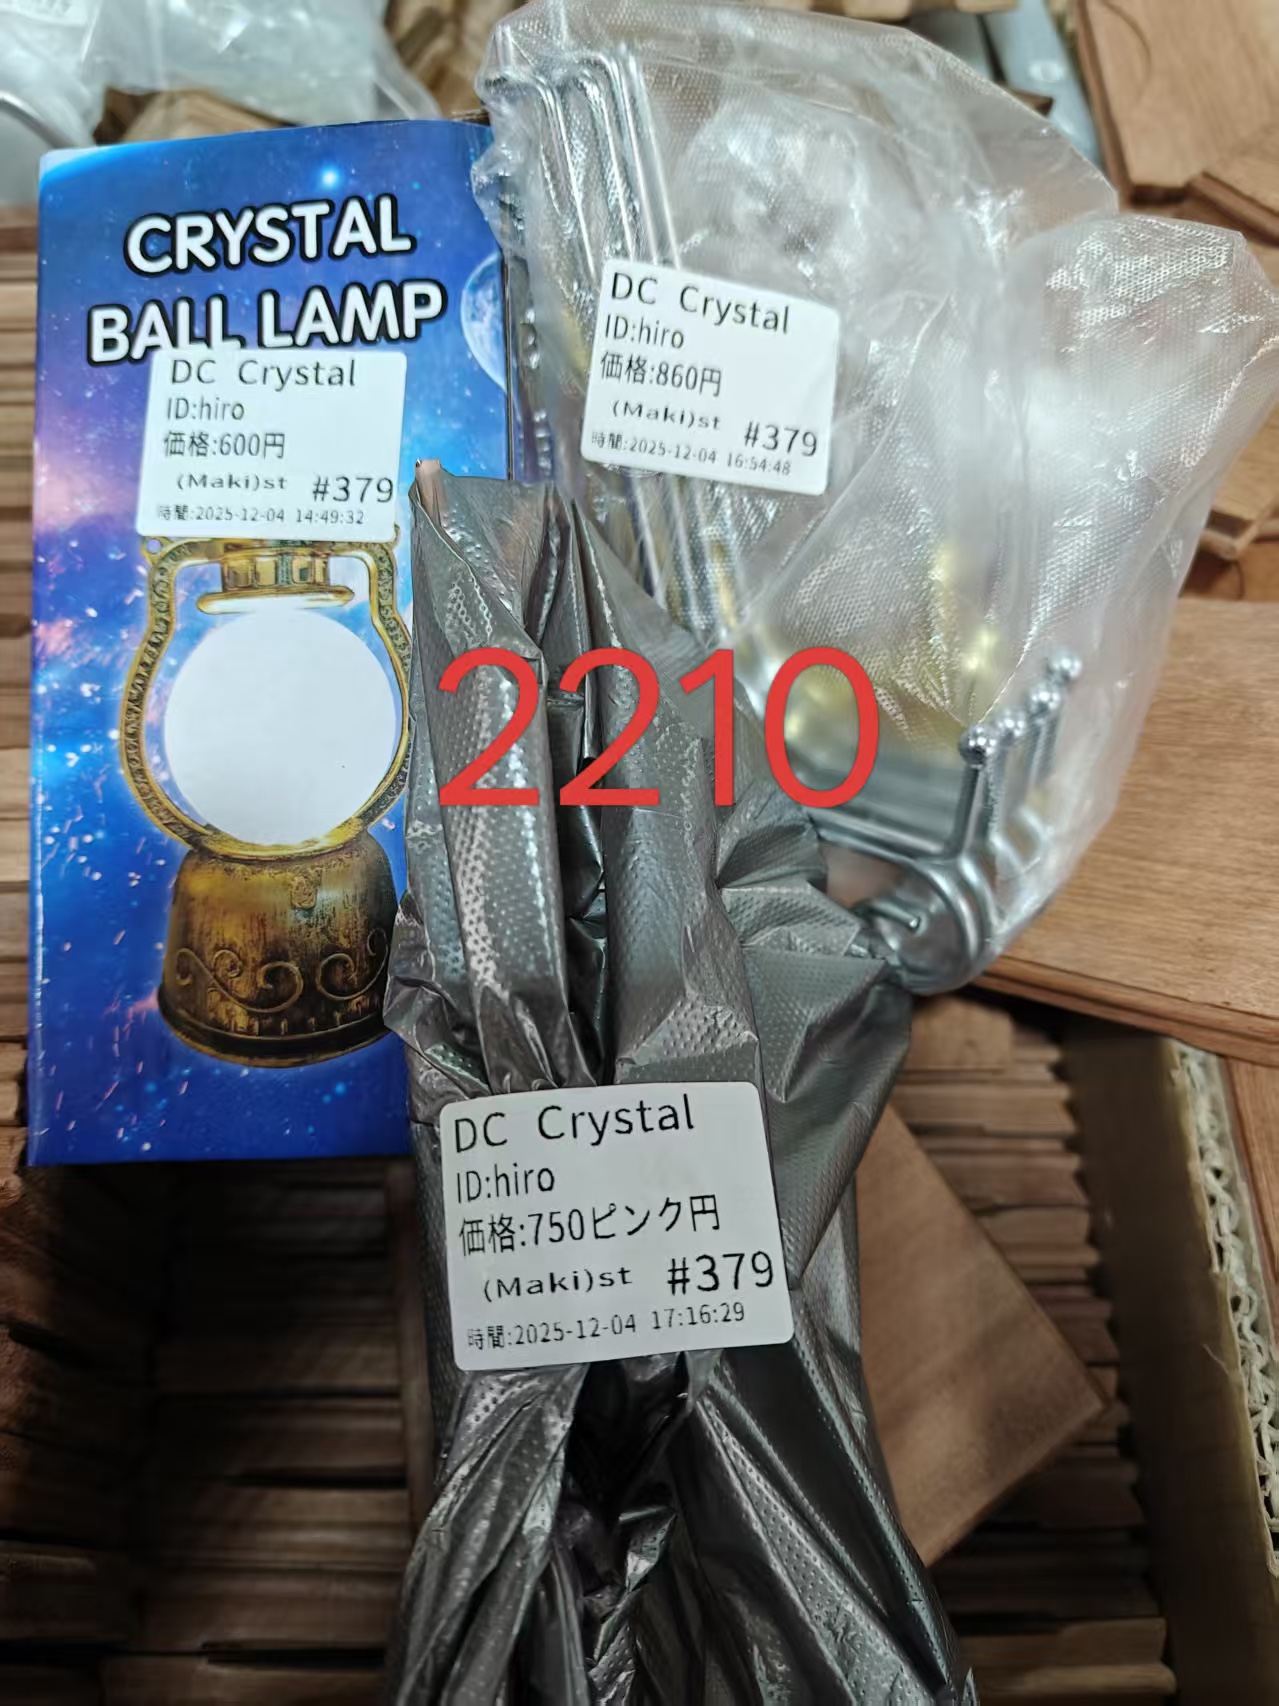 CRYSTAL
BALL LAMP
DC Crystal
ID:hiro
価格:600円
(Maki)st #379
時間:2025-12-04 14:49:32
DC Crystal
ID:hiro
価格:860円
(Maki)st #379
時間:2025-12-04 16:54:48
2210
DC Crystal
ID:hiro
価格:750ピンク円
(Maki)st #379
時間:2025-12-04 17:16:29